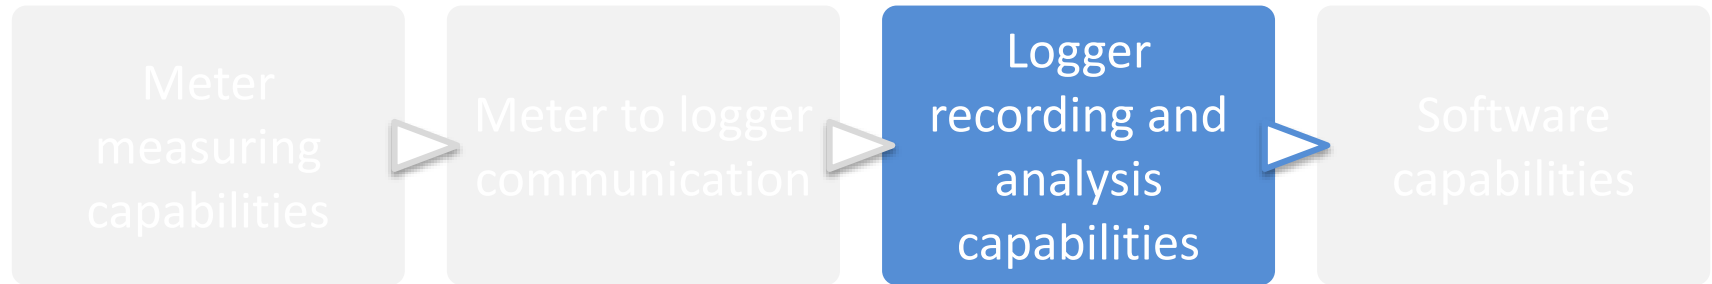 Meter
measuring
capabilities
Meter to logger
communication
Logger
recording and
analysis
capabilities
Software
capabilities